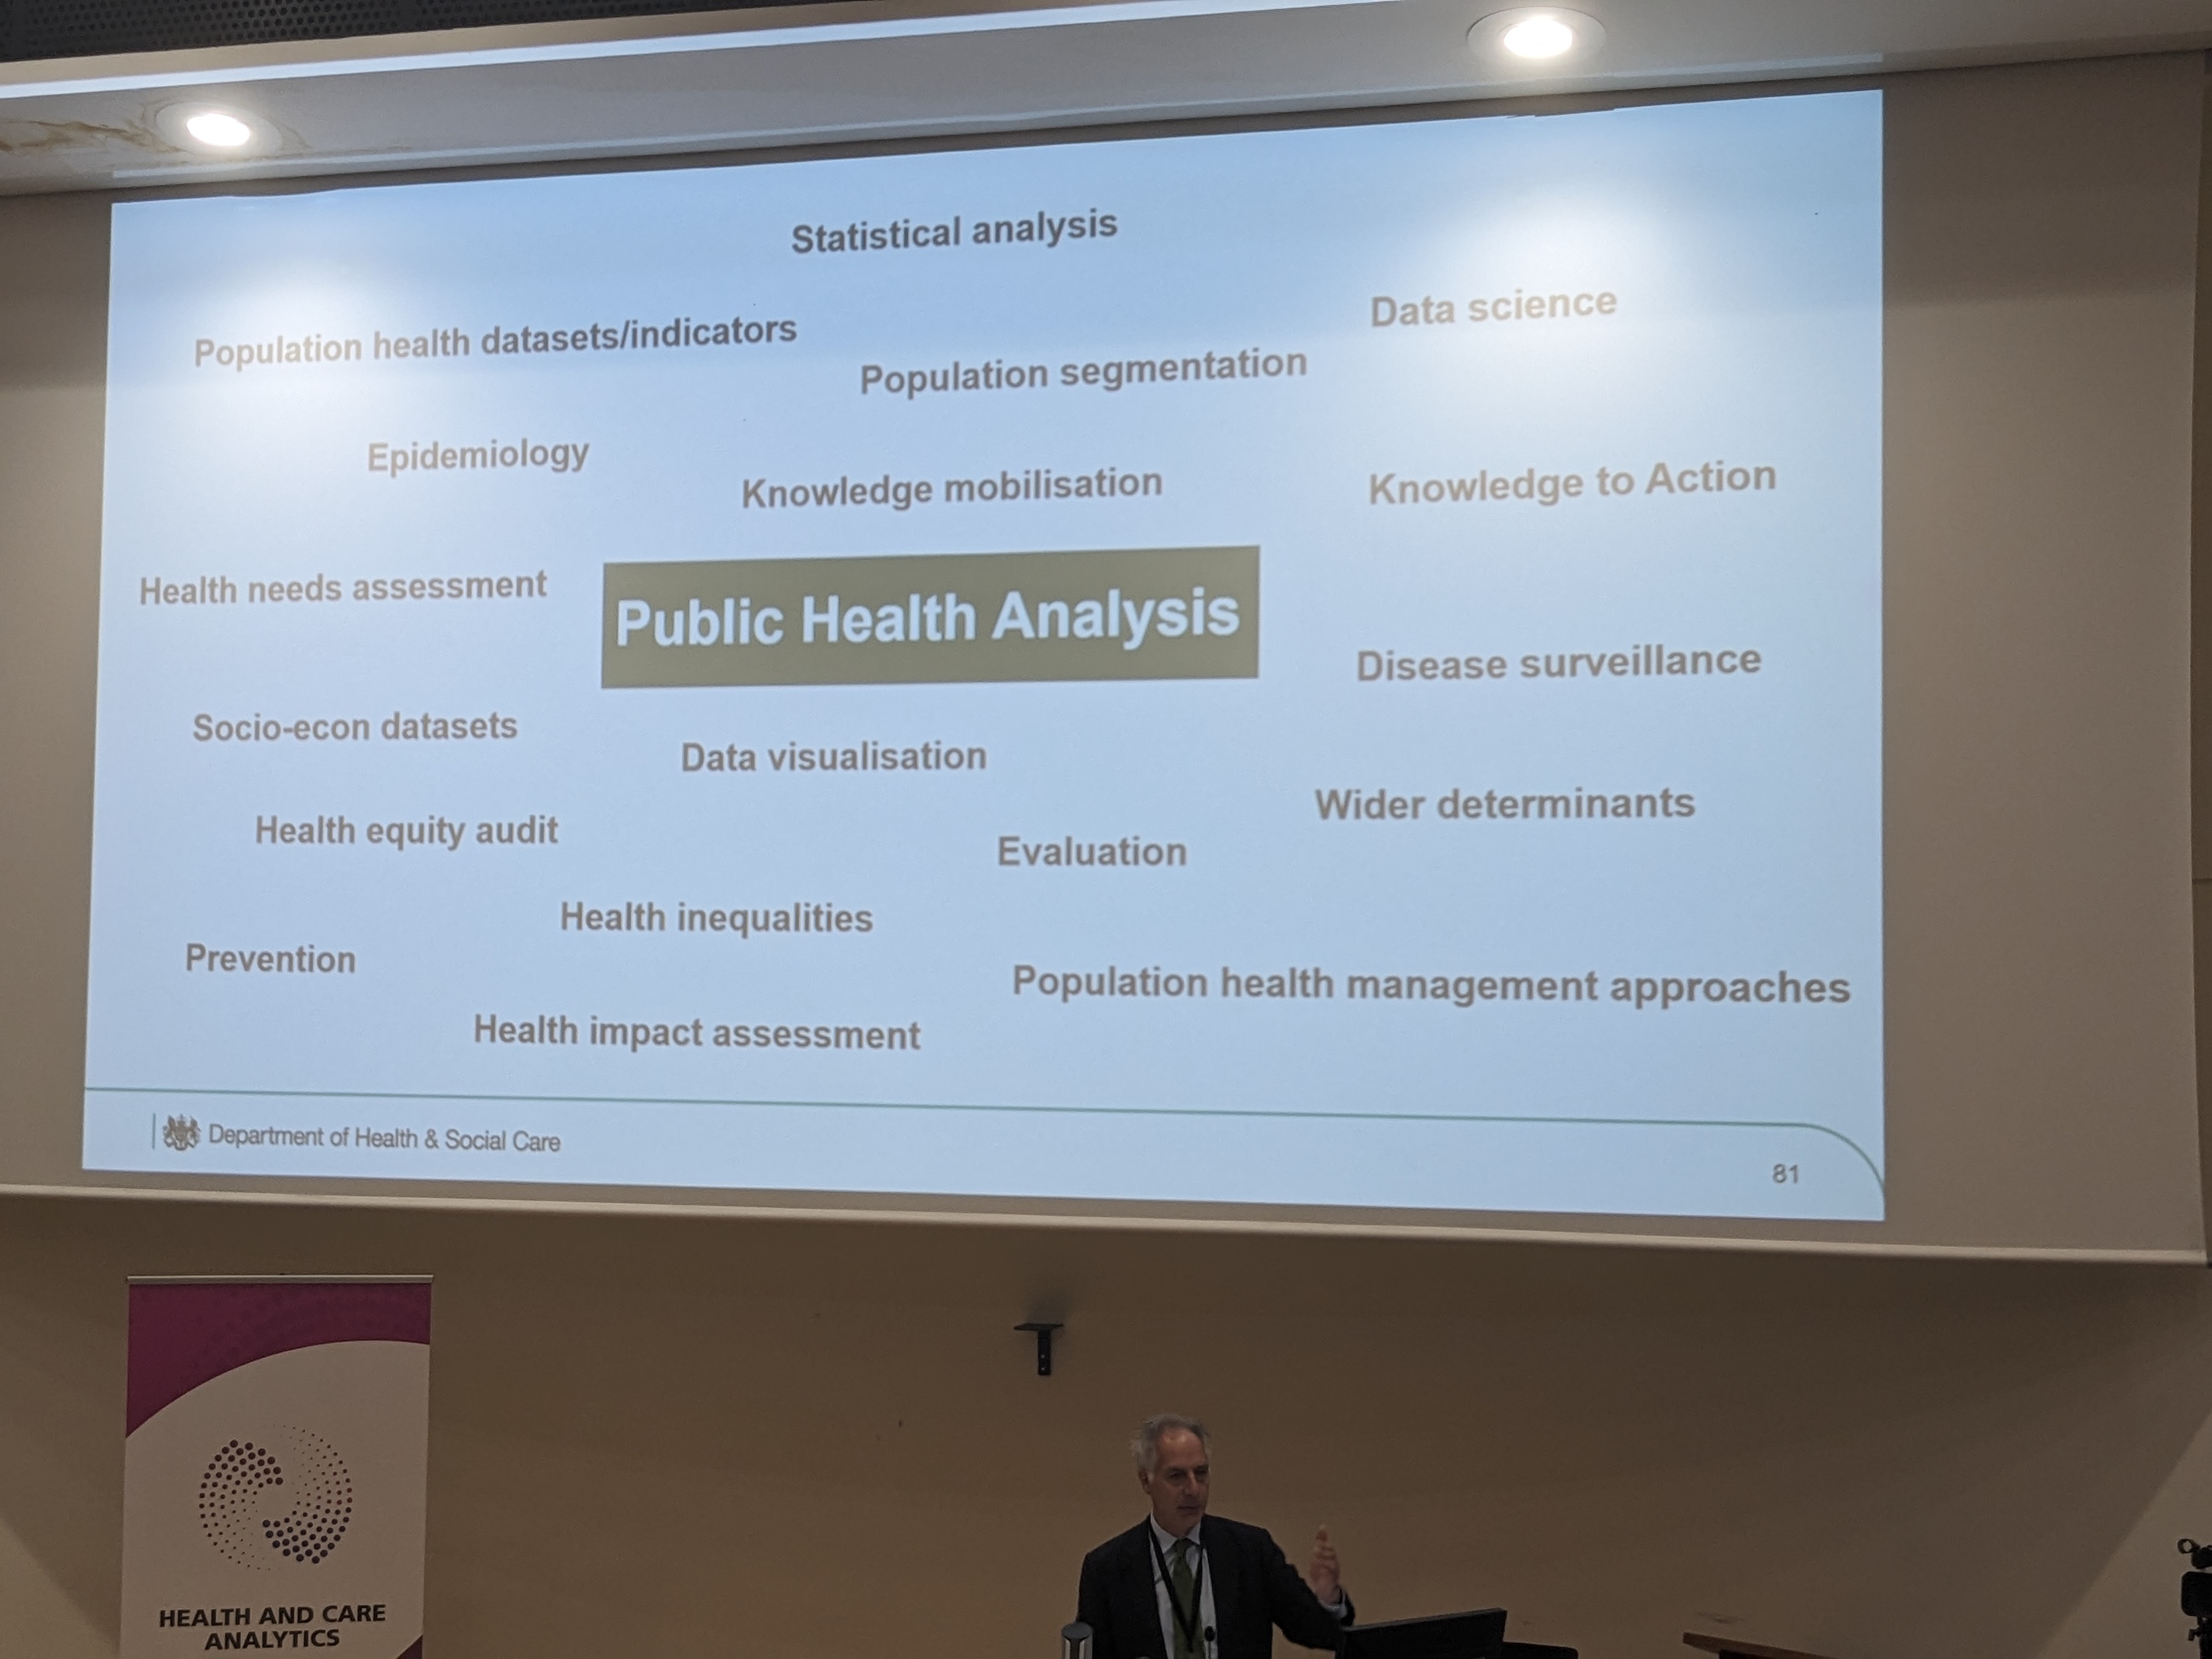 Statistical analysis
Data science
Population health datasets/indicators
Population segmentation
Epidemiology
Knowledge mobilisation
Knowledge to Action
Health needs assessment
Public Health Analysis
Disease surveillance
Socio-econ datasets
Data visualisation
Wider determinants
Health equity audit
Evaluation
Health inequalities
Prevention
Population health management approaches
Health impact assessment
Department of Health & Social Care
81
HEALTH AND CARE
ANALYTICS